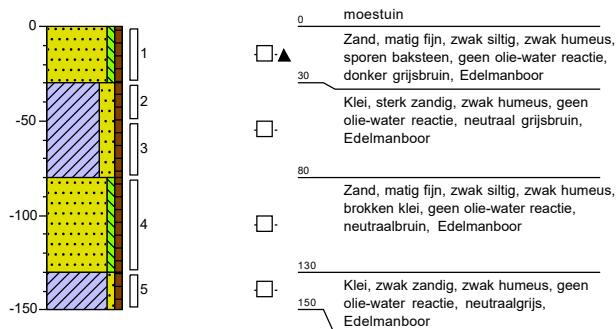 0
-50
-100
-150
1
2
3
4
5
0
moestuin
Zand, matig fijn, zwak siltig, zwak humeus,
sporen baksteen, geen olie-water reactie,
donker grijsbruin, Edelmanboor
30
Klei, sterk zandig, zwak humeus, geen
olie-water reactie, neutraal grijsbruin,
Edelmanboor
80
Zand, matig fijn, zwak siltig, zwak humeus,
brokken klei, geen olie-water reactie,
neutraalbruin, Edelmanboor
130
Klei, zwak zandig, zwak humeus, geen
olie-water reactie, neutraalgrijs,
Edelmanboor
150